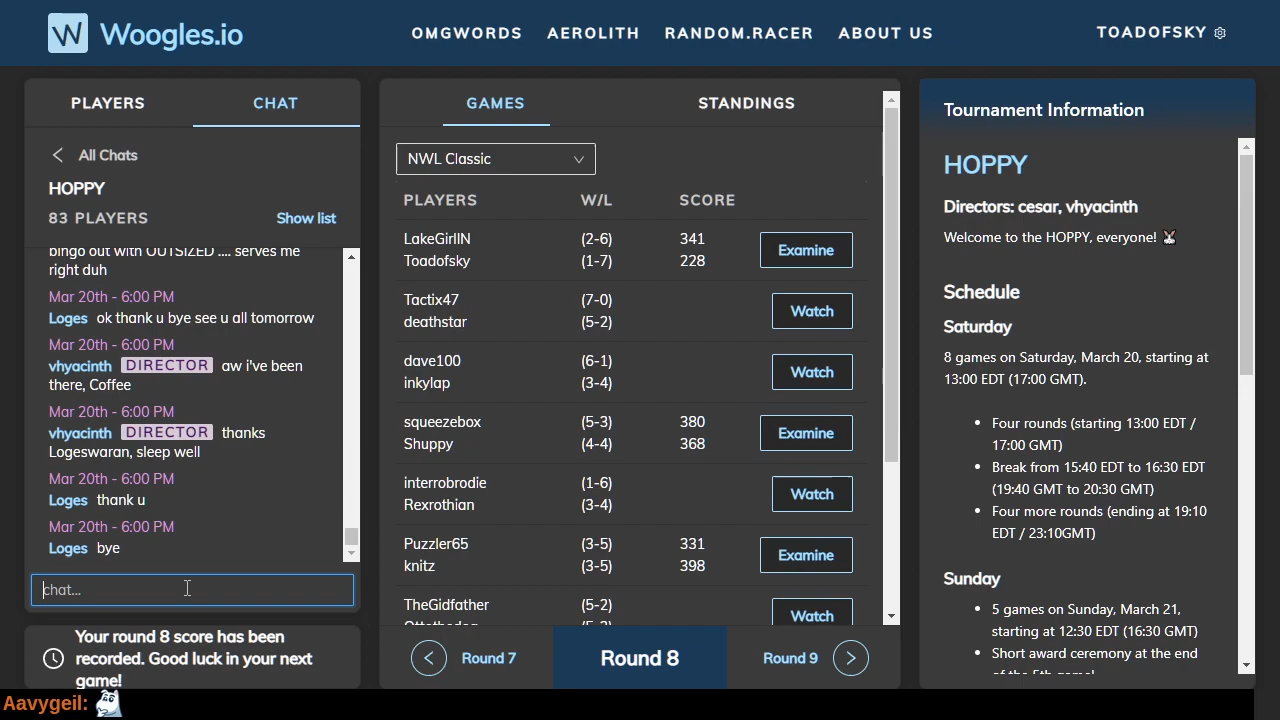 W Woogles.io
OMGWORDS AEROLITH RANDOM.RACER ABOUT US
TOADOFSKY
PLAYERS CHAT
All Chats
HOPPY
83 PLAYERS Show list
bingo out with OUTSIZED .... serves me
right duh
Mar 20th - 6:00 PM
Loges ok thank u bye see u all tomorrow
Mar 20th - 6:00 PM
vhyacinth DIRECTOR aw i've been
there, Coffee
Mar 20th - 6:00 PM
vhyacinth DIRECTOR thanks
Logeswaran, sleep well
Mar 20th - 6:00 PM
Loges thank u
Mar 20th - 6:00 PM
Loges bye
chat...
Your round 8 score has been
recorded. Good luck in your next
game!
GAMES STANDINGS
NWL Classic
PLAYERS W/L SCORE
LakeGirlIN (2-6) 341
Toadofsky (1-7) 228
Examine
Tactix47 (7-0)
deathstar (5-2)
Watch
dave100 (6-1)
inkylap (3-4)
Watch
squeezebox (5-3) 380
Shuppy (4-4) 368
Examine
interrobrodie (1-6)
Rexrothian (3-4)
Watch
Puzzler65 (3-5) 331
knitz (3-5) 398
Examine
TheGidfather (5-2)
Watch
Round 7 Round 8 Round 9
Tournament Information
HOPPY
Directors: cesar, vhyacinth
Welcome to the HOPPY, everyone!
Schedule
Saturday
8 games on Saturday, March 20, starting at
13:00 EDT (17:00 GMT).
Four rounds (starting 13:00 EDT /
17:00 GMT)
Break from 15:40 EDT to 16:30 EDT
(19:40 GMT to 20:30 GMT)
Four more rounds (ending at 19:10
EDT / 23:10GMT)
Sunday
5 games on Sunday, March 21,
starting at 12:30 EDT (16:30 GMT)
Short award ceremony at the end
of the 5th game!
Aavygeil: